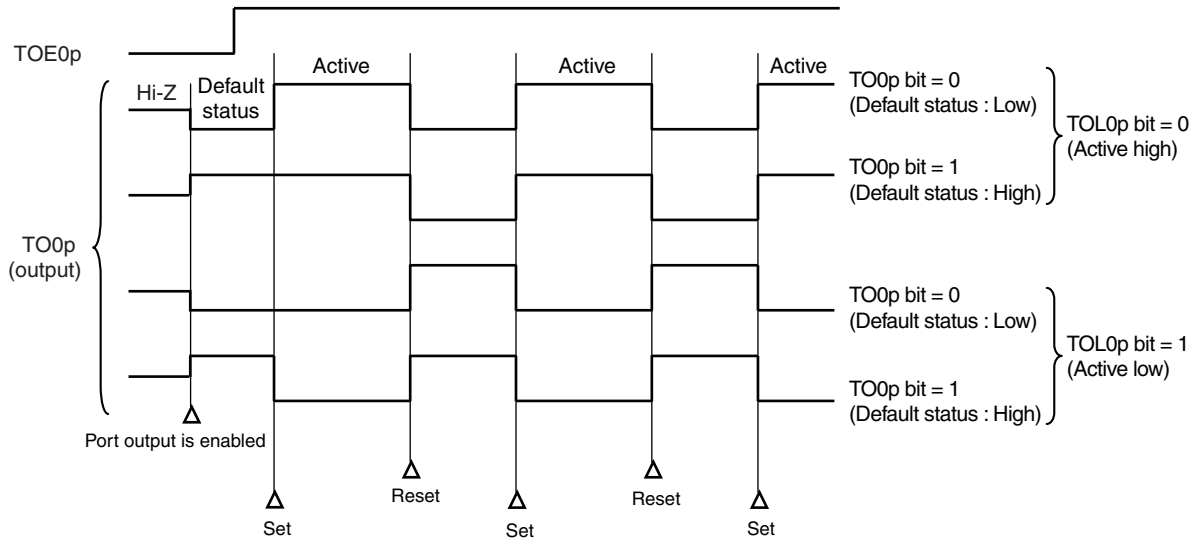 TOE0p
Active
Active
Active
Hi-Z
Default
status
TO0p bit = 0
(Default status : Low)
TOL0p bit = 0
(Active high)
TO0p bit = 1
(Default status : High)
TO0p
(output)
TO0p bit = 0
(Default status : Low)
TOL0p bit = 1
(Active low)
TO0p bit = 1
(Default status : High)
Port output is enabled
Reset
Reset
Set
Set
Set